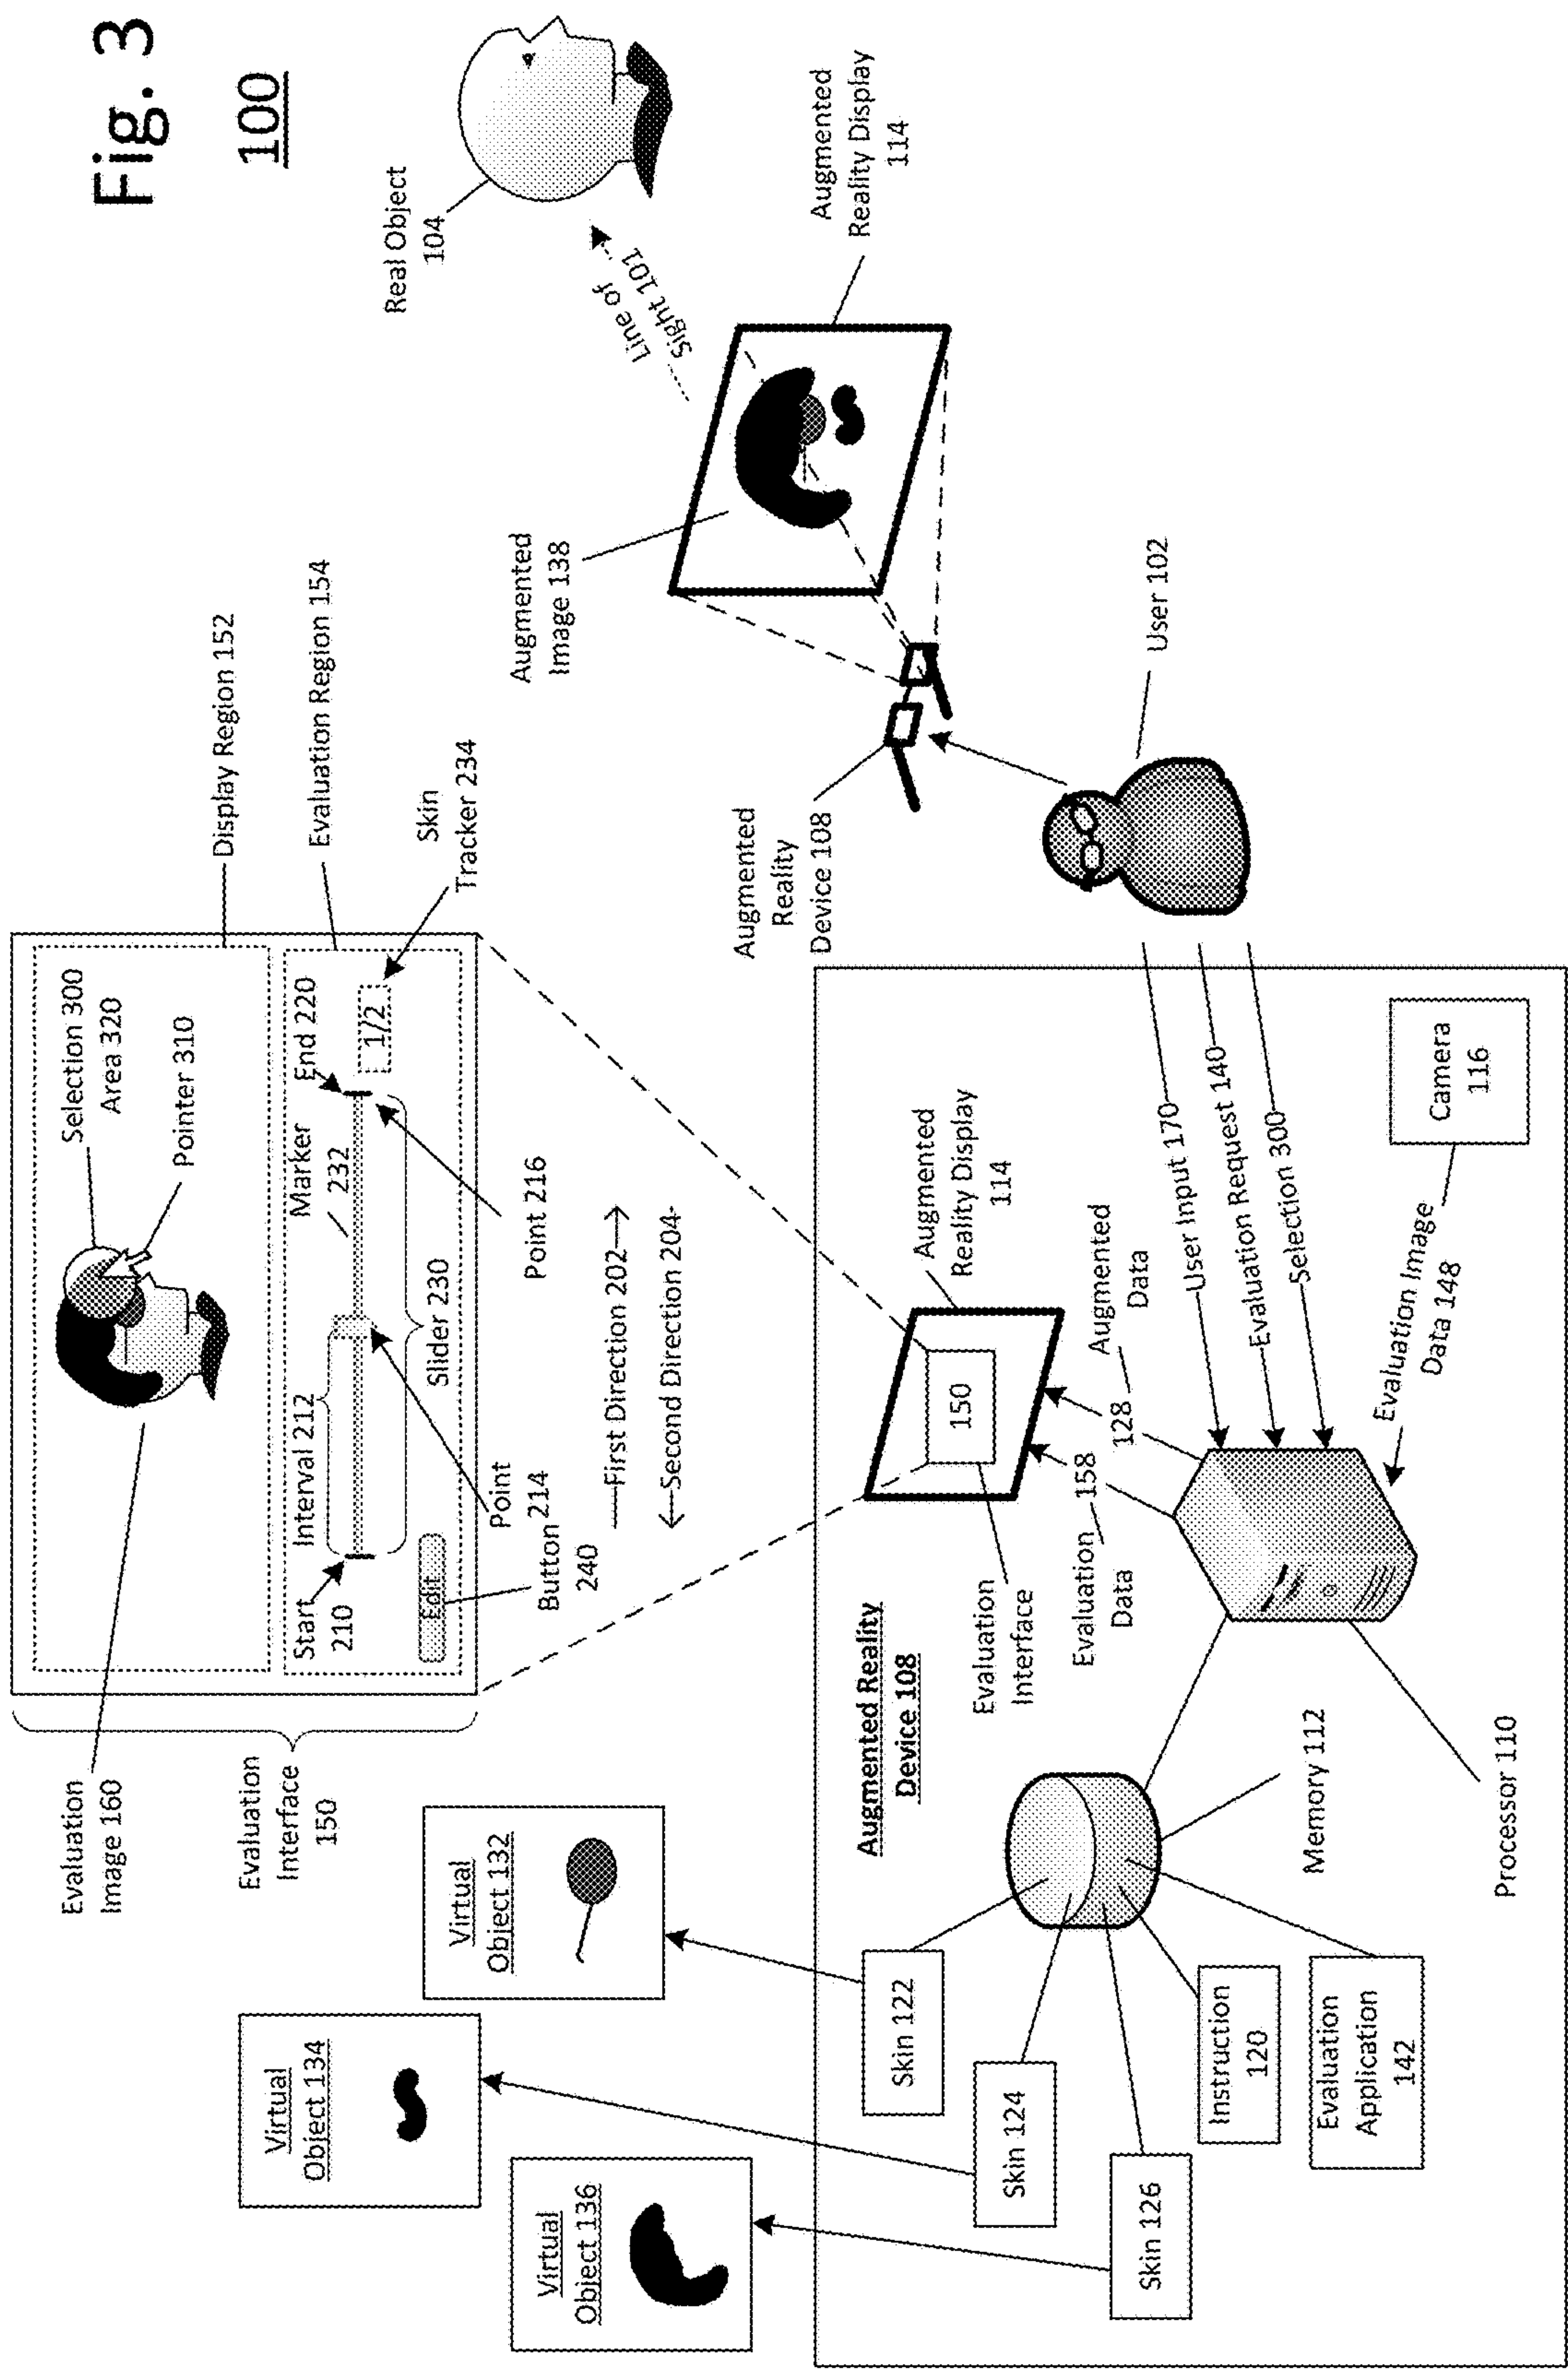 Fig. 3
100
Evaluation
Image 160
Evaluation
Interface
150
Selection 300
Area 320
Pointer 310
Display Region 152
Evaluation Region 154
Start
210
Interval 212
Marker
232
End 220
1/2
Skin
Tracker 234
Edit
Slider 230
Button
240
Point
214
Point 216
First Direction 202
Second Direction 204
Real Object
104
Line of
Sight 101
Augmented
Reality Display
114
Augmented
Image 138
Augmented
Reality
Device 108
User 102
Virtual
Object 134
Virtual
Object 132
Virtual
Object 136
Augmented Reality
Device 108
Skin 122
Skin 124
Skin 126
Instruction
120
Evaluation
Application
142
Memory 112
Processor 110
Evaluation
Interface
150
Augmented
Reality Display
114
Evaluation
Data
158
Augmented
Data
128
User Input 170
Evaluation Request 140
Selection 300
Evaluation Image
Data 148
Camera
116